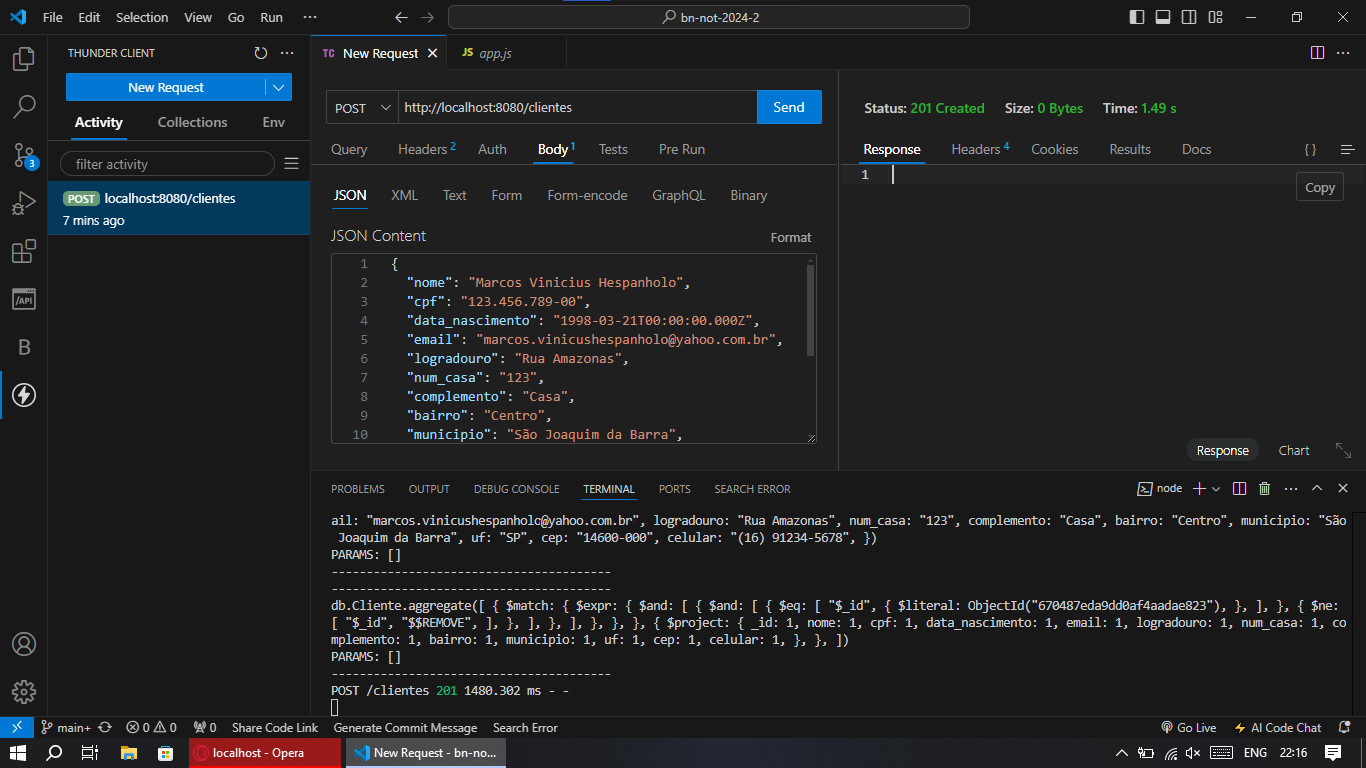 File Edit Selection View Go Run ··· bn-not-2024-2
THUNDER CLIENT
New Request
Activity Collections Env
filter activity
POST localhost:8080/clientes
7 mins ago
TC New Request JS app.js
POST http://localhost:8080/clientes Send
Query Headers 2 Auth Body 1 Tests Pre Run
JSON XML Text Form Form-encode GraphQL Binary
JSON Content Format
1 {
2 "nome": "Marcos Vinicius Hespanholo",
3 "cpf": "123.456.789-00",
4 "data_nascimento": "1998-03-21T00:00:00.000Z",
5 "email": "marcos.vinicushespanholo@yahoo.com.br",
6 "logradouro": "Rua Amazonas",
7 "num_casa": "123",
8 "complemento": "Casa",
9 "bairro": "Centro",
10 "municipio": "São Joaquim da Barra",
Status: 201 Created Size: 0 Bytes Time: 1.49 s
Response Headers 4 Cookies Results Docs { }
1
Copy
Response Chart
PROBLEMS OUTPUT DEBUG CONSOLE TERMINAL PORTS SEARCH ERROR node
ail: "marcos.vinicushespanholo@yahoo.com.br", logradouro: "Rua Amazonas", num_casa: "123", complemento: "Casa", bairro: "Centro", municipio: "São
Joaquim da Barra", uf: "SP", cep: "14600-000", celular: "(16) 91234-5678", })
PARAMS: []
----------------------------------------
----------------------------------------
db.Cliente.aggregate([ { $match: { $expr: { $and: [ { $and: [ { $eq: [ "$_id", { $literal: ObjectId("670487eda9dd0af4aadae823"), }, ], }, { $ne:
[ "$_id", "$$REMOVE", ], }, ], }, ], }, }, }, { $project: { _id: 1, nome: 1, cpf: 1, data_nascimento: 1, email: 1, logradouro: 1, num_casa: 1, co
mplemento: 1, bairro: 1, municipio: 1, uf: 1, cep: 1, celular: 1, }, }, ])
PARAMS: []
----------------------------------------
POST /clientes 201 1480.302 ms - -
3
/API
B
main+ 0 0 0 Share Code Link Generate Commit Message Search Error Go Live AI Code Chat
localhost - Opera New Request - bn-no... ENG 22:16